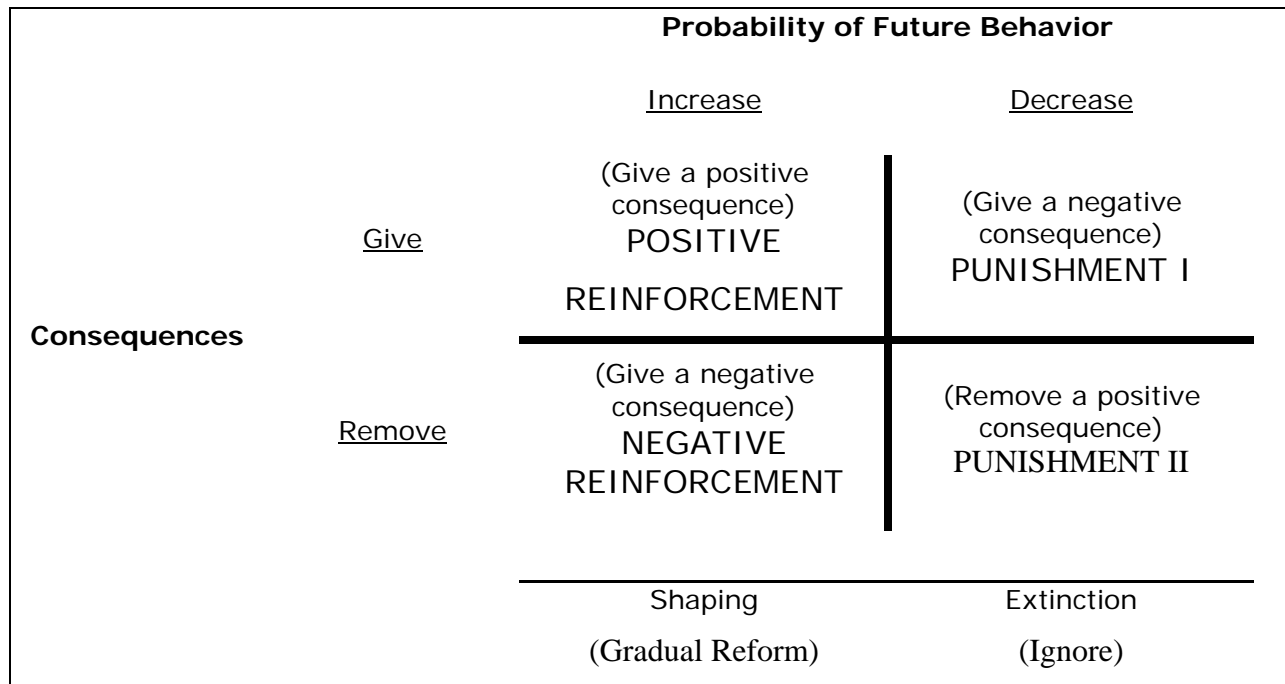 Probability of Future Behavior
Increase
Decrease
(Give a positive
consequence)
POSITIVE
REINFORCEMENT
(Give a negative
consequence)
PUNISHMENT I
Give
Consequences
(Give a negative
consequence)
NEGATIVE
REINFORCEMENT
(Remove a positive
consequence)
PUNISHMENT II
Remove
Shaping
(Gradual Reform)
Extinction
(Ignore)